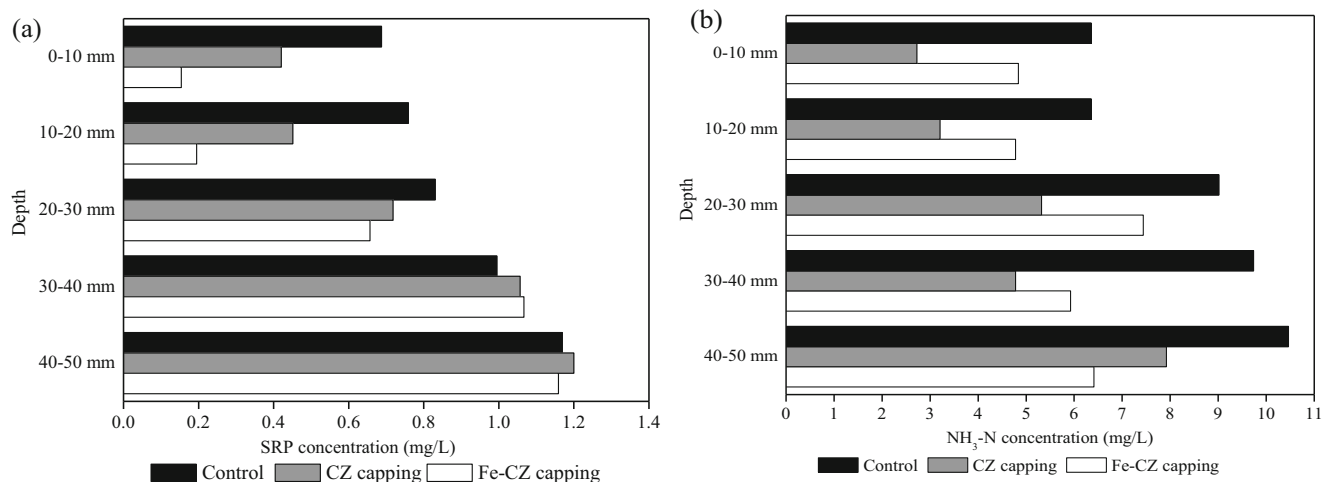 (a)
0-10 mm
10-20 mm
20-30 mm
30-40 mm
40-50 mm
Depth
0.0 0.2 0.4 0.6 0.8 1.0 1.2 1.4
SRP concentration (mg/L)
Control CZ capping Fe-CZ capping
(b)
0-10 mm
10-20 mm
20-30 mm
30-40 mm
40-50 mm
Depth
0 1 2 3 4 5 6 7 8 9 10 11
NH₃-N concentration (mg/L)
Control CZ capping Fe-CZ capping